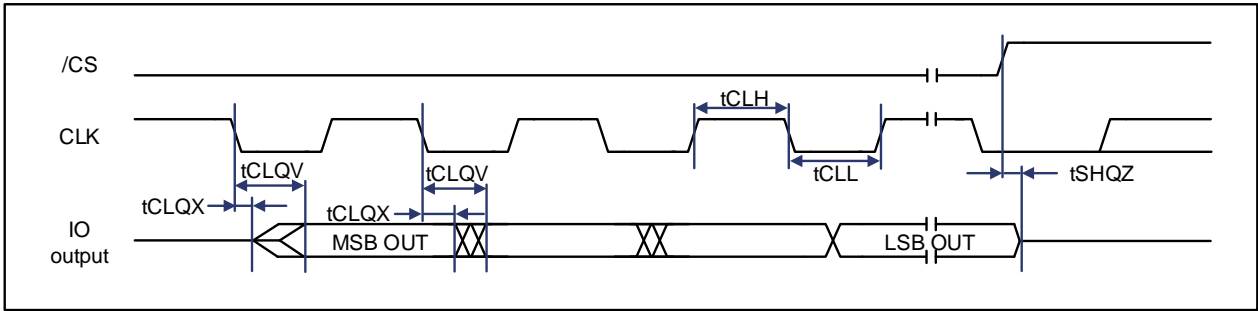 /CS
tCLH
CLK
tCLQV
tCLQV
tCLL
tSHQZ
tCLQX
tCLQX
IO
output
MSB OUT
LSB OUT